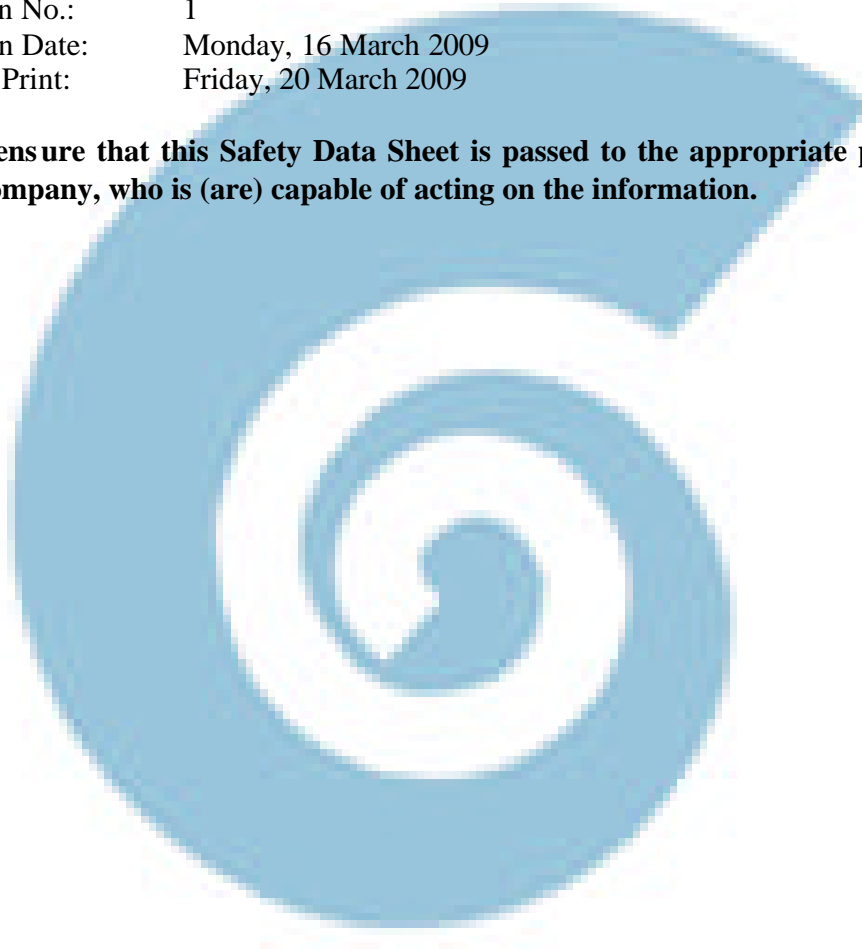 n No.: 1
n Date: Monday, 16 March 2009
Print: Friday, 20 March 2009
ensure that this Safety Data Sheet is passed to the appropriate p
ompany, who is (are) capable of acting on the information.